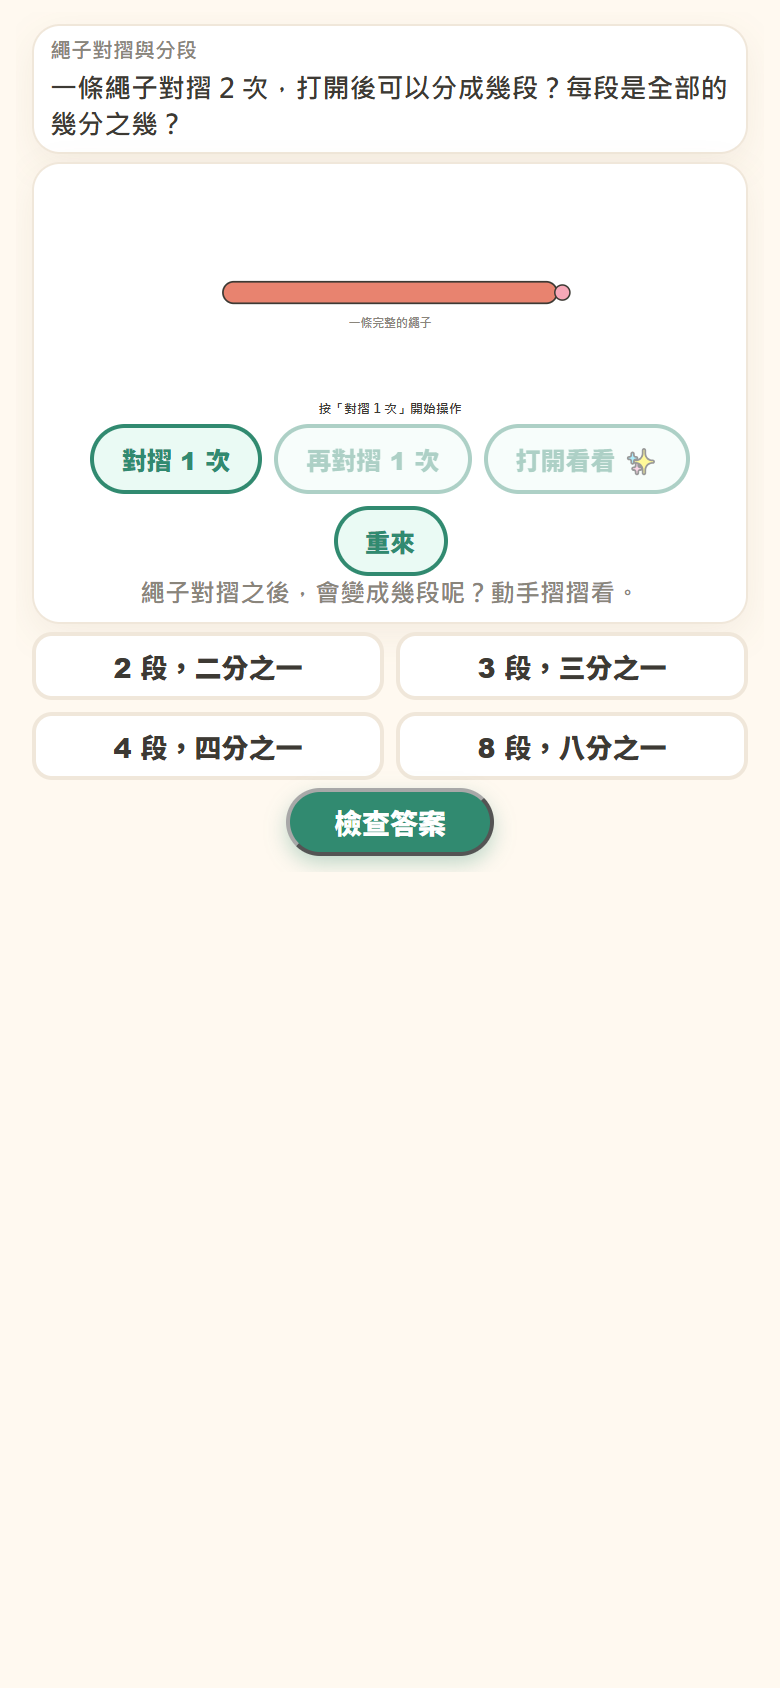 繩子對摺與分段
一條繩子對摺 2 次，打開後可以分成幾段？每段是全部的
幾分之幾？
一條完整的繩子
按「對摺 1 次」開始操作
對摺 1 次
再對摺 1 次
打開看看 ✨
重來
繩子對摺之後，會變成幾段呢？動手摺摺看。
2 段，二分之一
3 段，三分之一
4 段，四分之一
8 段，八分之一
檢查答案